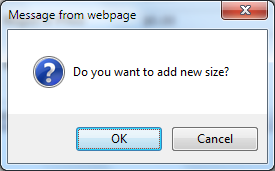 Message from webpage
Do you want to add new size?
OK
Cancel